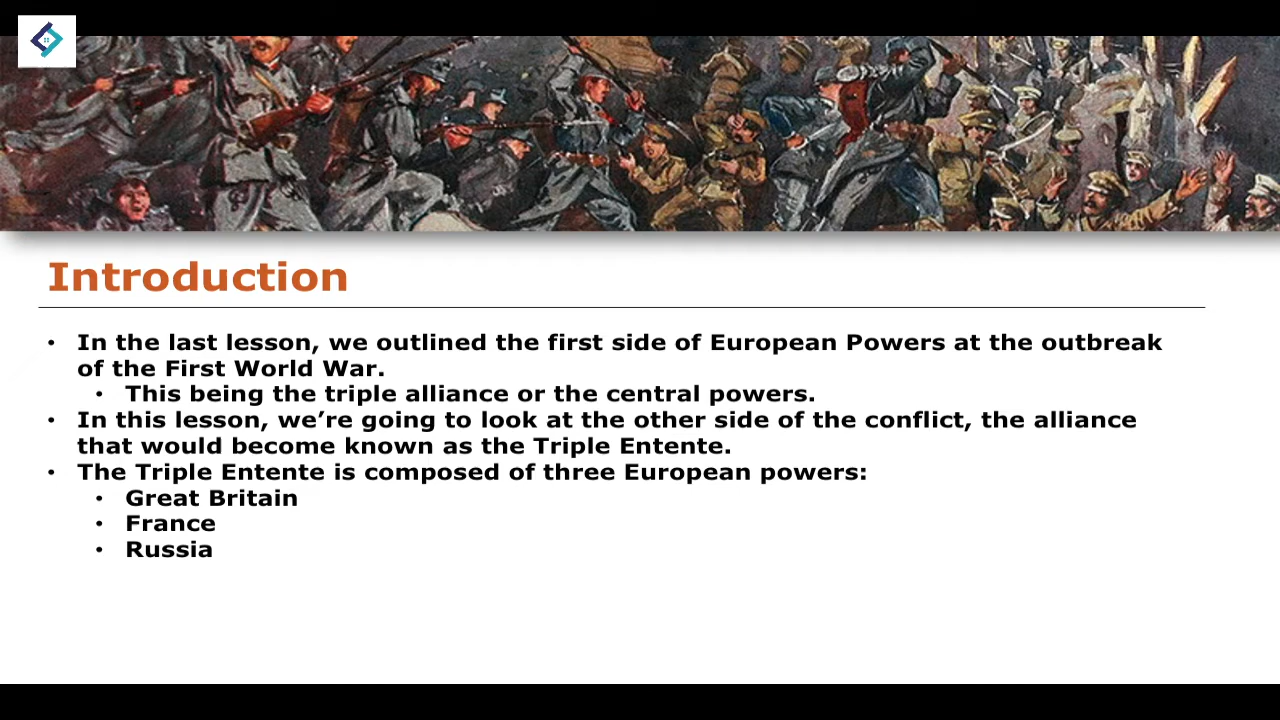 Introduction
• In the last lesson, we outlined the first side of European Powers at the outbreak
of the First World War.
• This being the triple alliance or the central powers.
• In this lesson, we’re going to look at the other side of the conflict, the alliance
that would become known as the Triple Entente.
• The Triple Entente is composed of three European powers:
• Great Britain
• France
• Russia